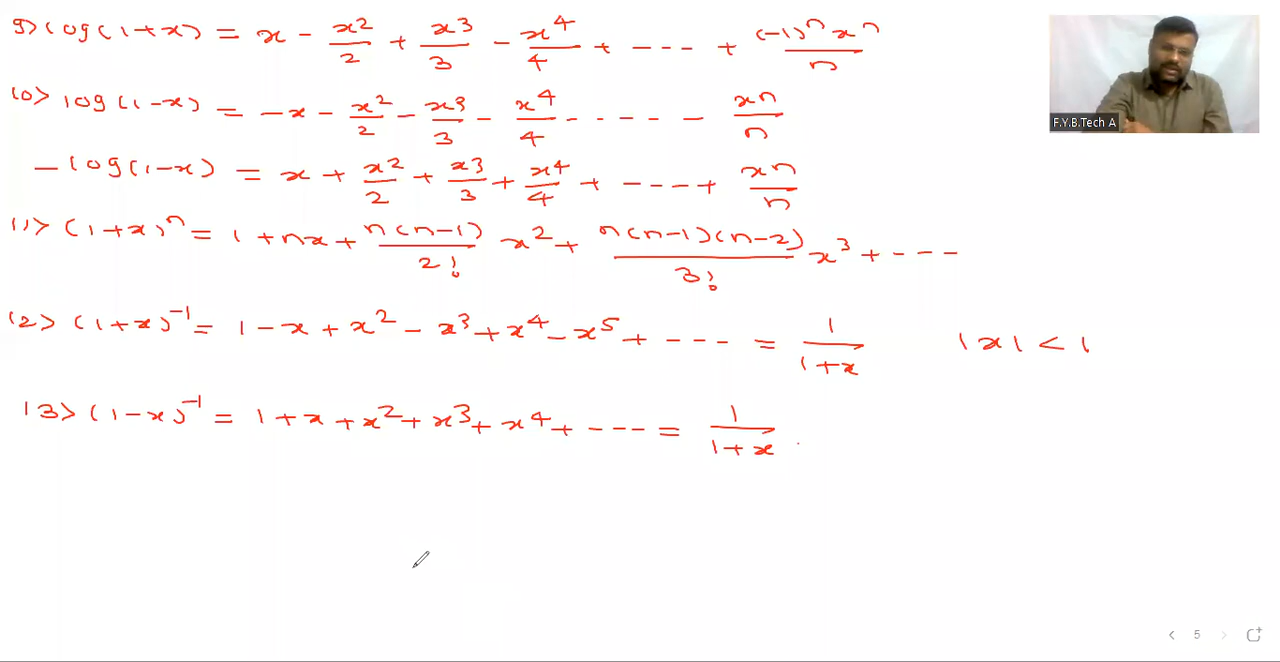 9> log(1+x) = x - x²/2 + x³/3 - x⁴/4 + ---- + (-1)ⁿxⁿ/n
F.Y.B.Tech A
10> log(1-x) = -x - x²/2 - x³/3 - x⁴/4 ------ xⁿ/n
-log(1-x) = x + x²/2 + x³/3 + x⁴/4 + ----+ xⁿ/n
11> (1+x)ⁿ = 1+nx+ n(n-1)/2! x² + n(n-1)(n-2)/3! x³ + ----
12> (1+x)⁻¹ = 1-x+x²-x³+x⁴-x⁵+ ---- = 1/1+x |x| < 1
13> (1-x)⁻¹ = 1+x+x²+x³+x⁴+ ---- = 1/1+x
5